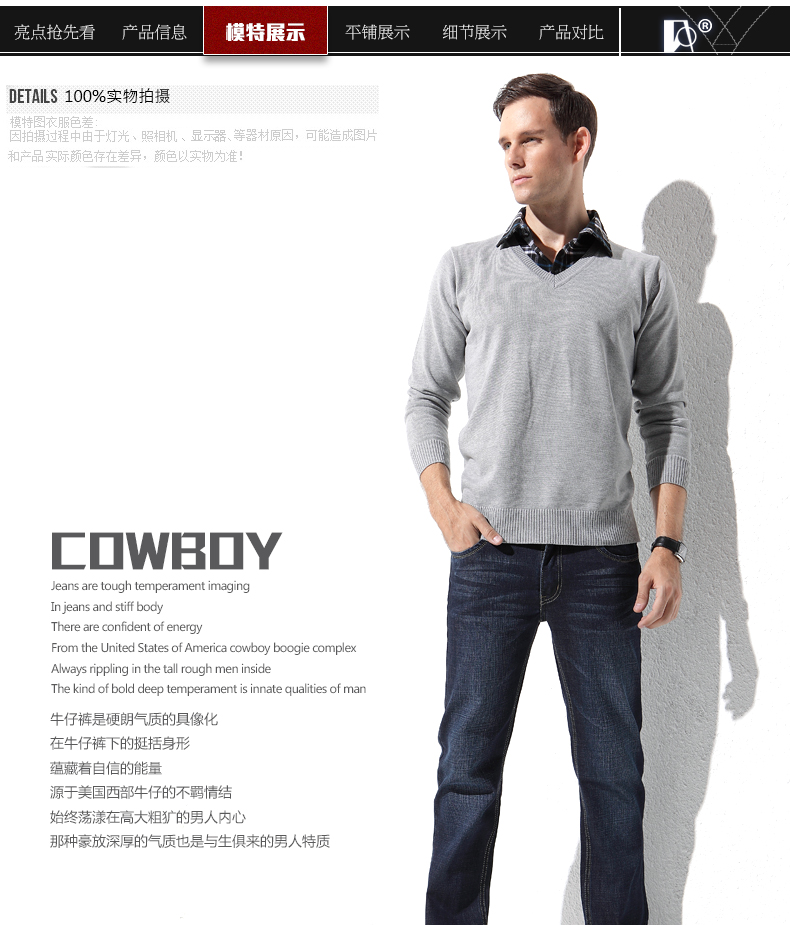 亮点抢先看 产品信息 模特展示 平铺展示 细节展示 产品对比 ®
DETAILS 100%实物拍摄
模特图衣服色差:
因拍摄过程中由于灯光、照相机、显示器、等器材原因，可能造成图片
和产品实际颜色存在差异，颜色以实物为准!
COWBOY
Jeans are tough temperament imaging
In jeans and stiff body
There are confident of energy
From the United States of America cowboy boogie complex
Always rippling in the tall rough men inside
The kind of bold deep temperament is innate qualities of man
牛仔裤是硬朗气质的具像化
在牛仔裤下的挺括身形
蕴藏着自信的能量
源于美国西部牛仔的不羁情结
始终荡漾在高大粗犷的男人内心
那种豪放深厚的气质也是与生俱来的男人特质